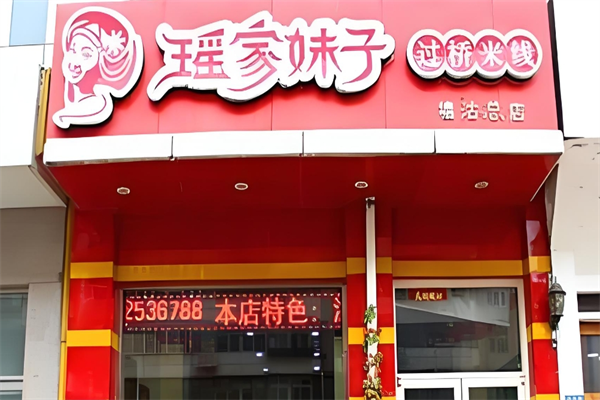 瑶家妹子
过桥米线
塘沽总店
2536788 本店特色：